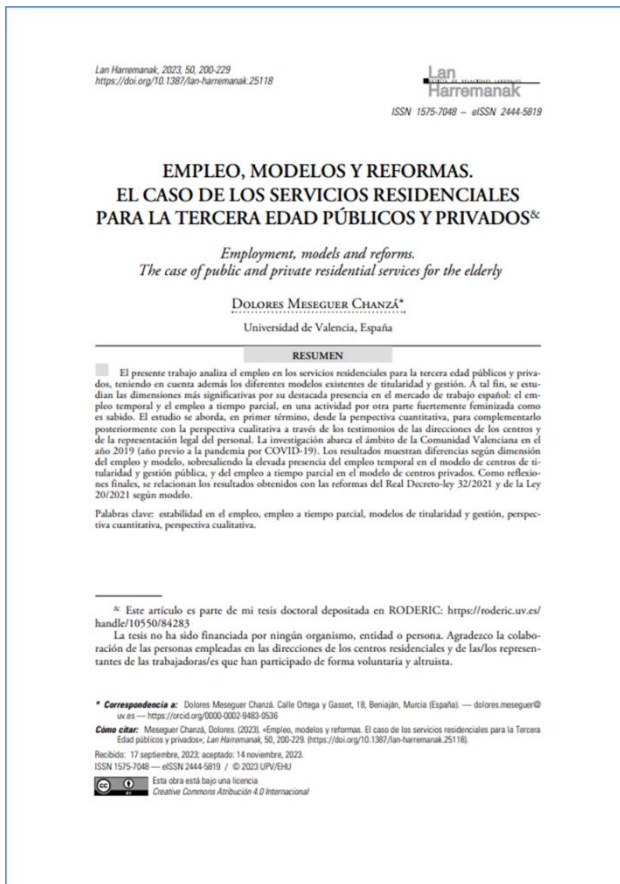 Lan Harremanak, 2023, 50, 200-229
https://doi.org/10.1387/lan-harremanak.25118
Lan
Harremanak
ISSN 1575-7048 – eISSN 2444-5819
EMPLEO, MODELOS Y REFORMAS.
EL CASO DE LOS SERVICIOS RESIDENCIALES
PARA LA TERCERA EDAD PÚBLICOS Y PRIVADOS&
Employment, models and reforms.
The case of public and private residential services for the elderly
DOLORES MESEGUER CHANZÁ*
Universidad de Valencia, España
RESUMEN
El presente trabajo analiza el empleo en los servicios residenciales para la tercera edad públicos y priva-
dos, teniendo en cuenta además los diferentes modelos existentes de titularidad y gestión. A tal fin, se estu-
dian las dimensiones más significativas por su destacada presencia en el mercado de trabajo español: el em-
pleo temporal y el empleo a tiempo parcial, en una actividad por otra parte fuertemente feminizada como
es sabido. El estudio se aborda, en primer término, desde la perspectiva cuantitativa, para complementarlo
posteriormente con la perspectiva cualitativa a través de los testimonios de las direcciones de los centros y
de la representación legal del personal. La investigación abarca el ámbito de la Comunidad Valenciana en el
año 2019 (año previo a la pandemia por COVID-19). Los resultados muestran diferencias según dimensión
del empleo y modelo, sobresaliendo la elevada presencia del empleo temporal en el modelo de centros de ti-
tularidad y gestión pública, y del empleo a tiempo parcial en el modelo de centros privados. Como reflexio-
nes finales, se relacionan los resultados obtenidos con las reformas del Real Decreto-ley 32/2021 y de la Ley
20/2021 según modelo.
Palabras clave: estabilidad en el empleo, empleo a tiempo parcial, modelos de titularidad y gestión, perspec-
tiva cuantitativa, perspectiva cualitativa.
& Este artículo es parte de mi tesis doctoral depositada en RODERIC: https://roderic.uv.es/
handle/10550/84283
La tesis no ha sido financiada por ningún organismo, entidad o persona. Agradezco la colabo-
ración de las personas empleadas en las direcciones de los centros residenciales y de las/los represen-
tantes de las trabajadoras/es que han participado de forma voluntaria y altruista.
* Correspondencia a: Dolores Meseguer Chanzá. Calle Ortega y Gasset, 18, Beniaján, Murcia (España). — dolores.meseguer@
uv.es — https://orcid.org/0000-0002-9483-0536
Cómo citar: Meseguer Chanzá, Dolores. (2023). «Empleo, modelos y reformas. El caso de los servicios residenciales para la Tercera
Edad públicos y privados»; Lan Harremanak, 50, 200-229. (https://doi.org/10.1387/lan-harremanak.25118).
Recibido: 17 septiembre, 2023; aceptado: 14 noviembre, 2023.
ISSN 1575-7048 — eISSN 2444-5819 / © 2023 UPV/EHU
Esta obra está bajo una licencia
Creative Commons Atribución 4.0 Internacional